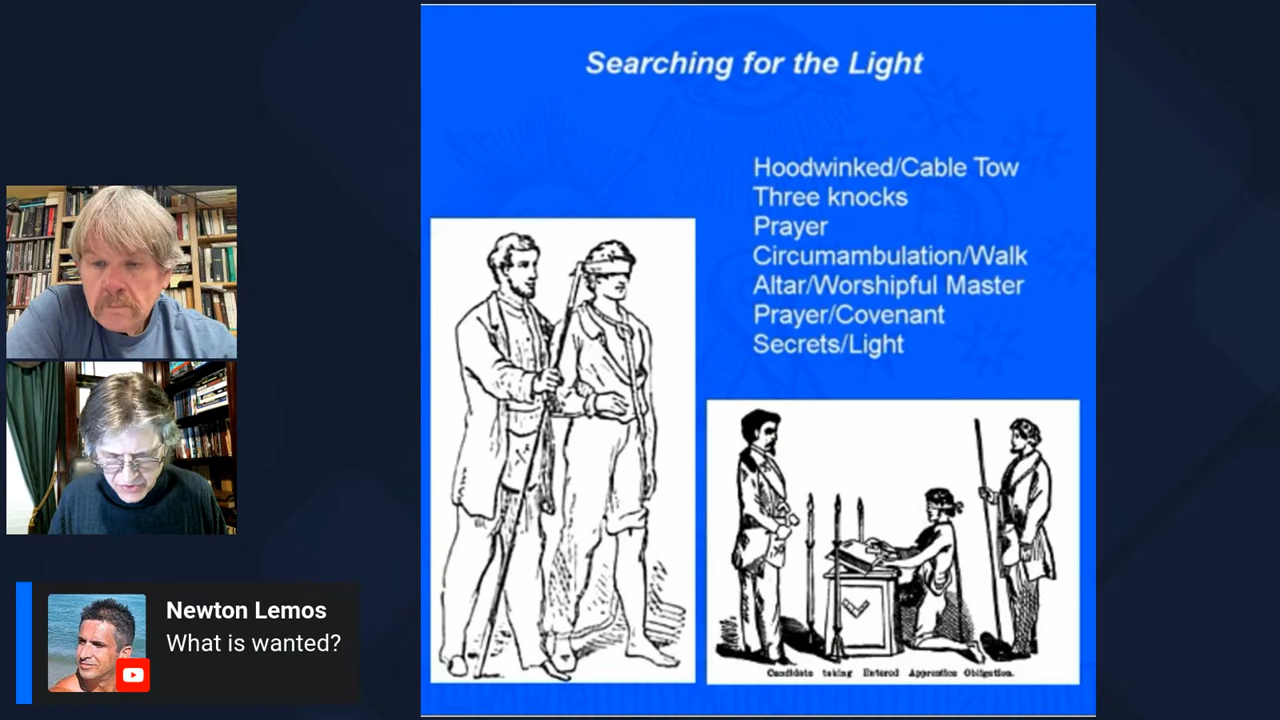 Searching for the Light
Hoodwinked/Cable Tow
Three knocks
Prayer
Circumambulation/Walk
Altar/Worshipful Master
Prayer/Covenant
Secrets/Light
Candidate taking Entered Apprentice Obligation.
Newton Lemos
What is wanted?